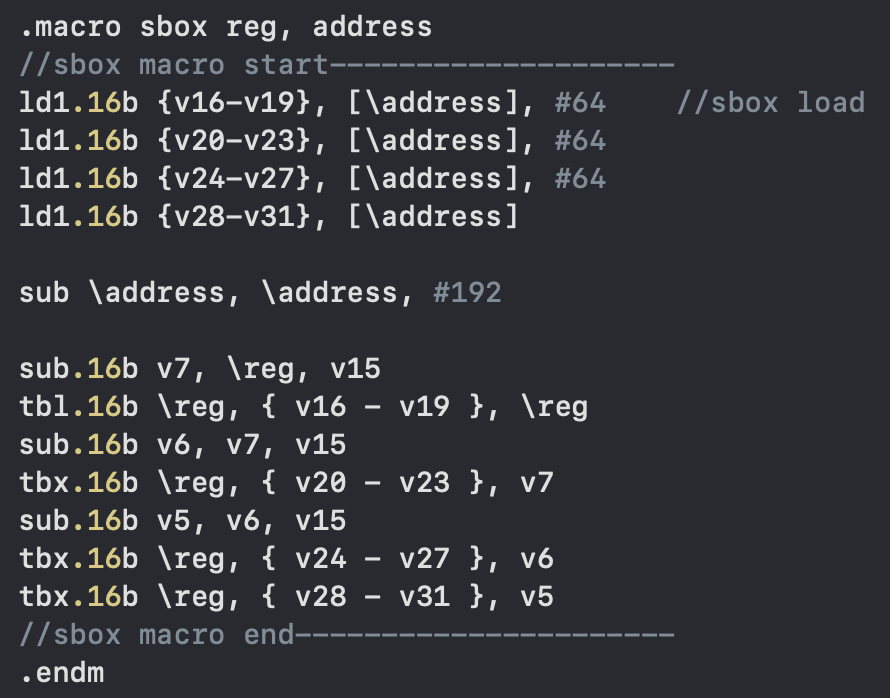 .macro sbox reg, address
//sbox macro start--------------------
ld1.16b {v16-v19}, [\address], #64    //sbox load
ld1.16b {v20-v23}, [\address], #64
ld1.16b {v24-v27}, [\address], #64
ld1.16b {v28-v31}, [\address]

sub \address, \address, #192

sub.16b v7, \reg, v15
tbl.16b \reg, { v16 - v19 }, \reg
sub.16b v6, v7, v15
tbx.16b \reg, { v20 - v23 }, v7
sub.16b v5, v6, v15
tbx.16b \reg, { v24 - v27 }, v6
tbx.16b \reg, { v28 - v31 }, v5
//sbox macro end----------------------
.endm